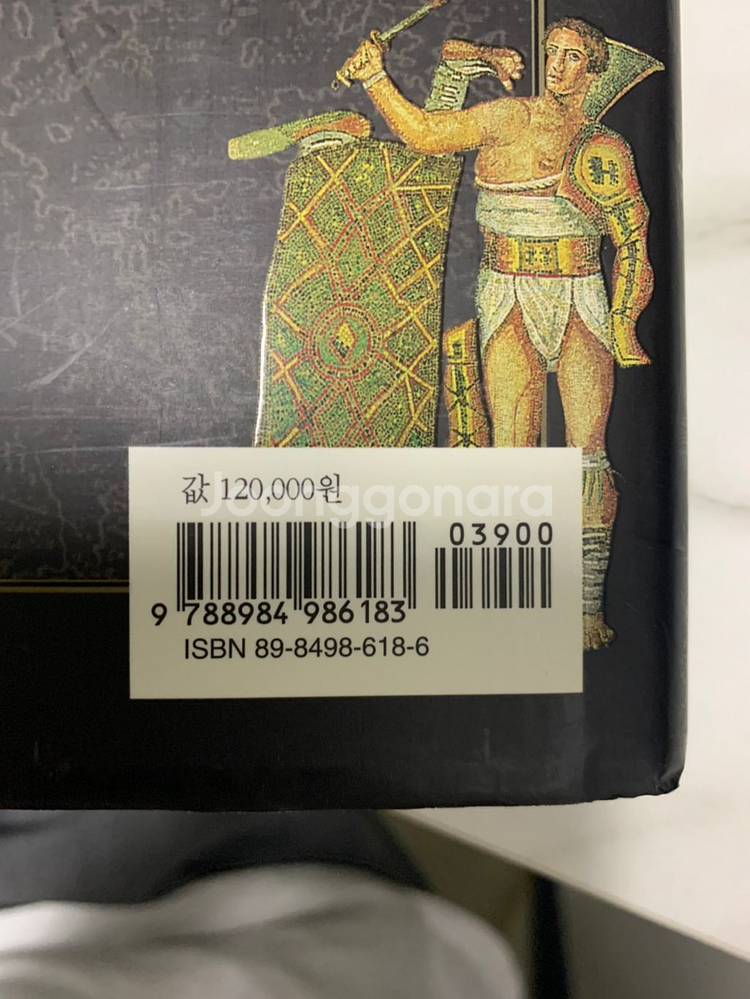 값 120,000원
Joonggonara
03900
9 788984 986183
ISBN 89-8498-618-6